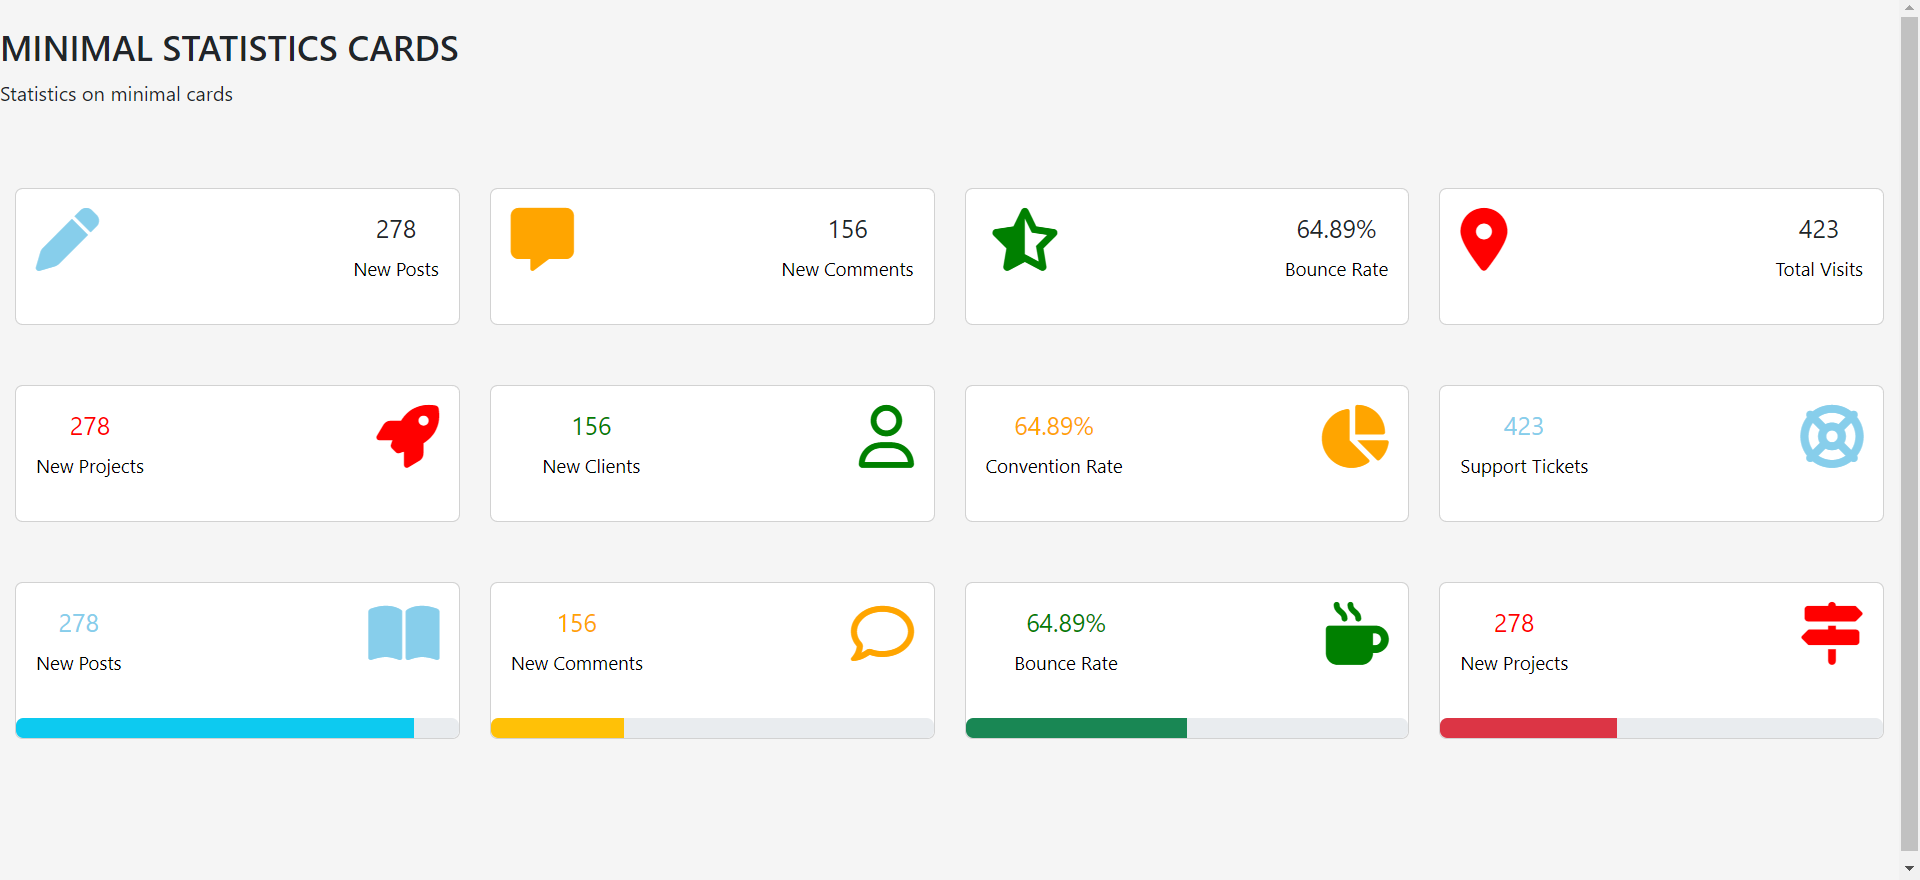 MINIMAL STATISTICS CARDS
Statistics on minimal cards
278
New Posts
156
New Comments
64.89%
Bounce Rate
423
Total Visits
278
New Projects
156
New Clients
64.89%
Convention Rate
423
Support Tickets
278
New Posts
156
New Comments
64.89%
Bounce Rate
278
New Projects